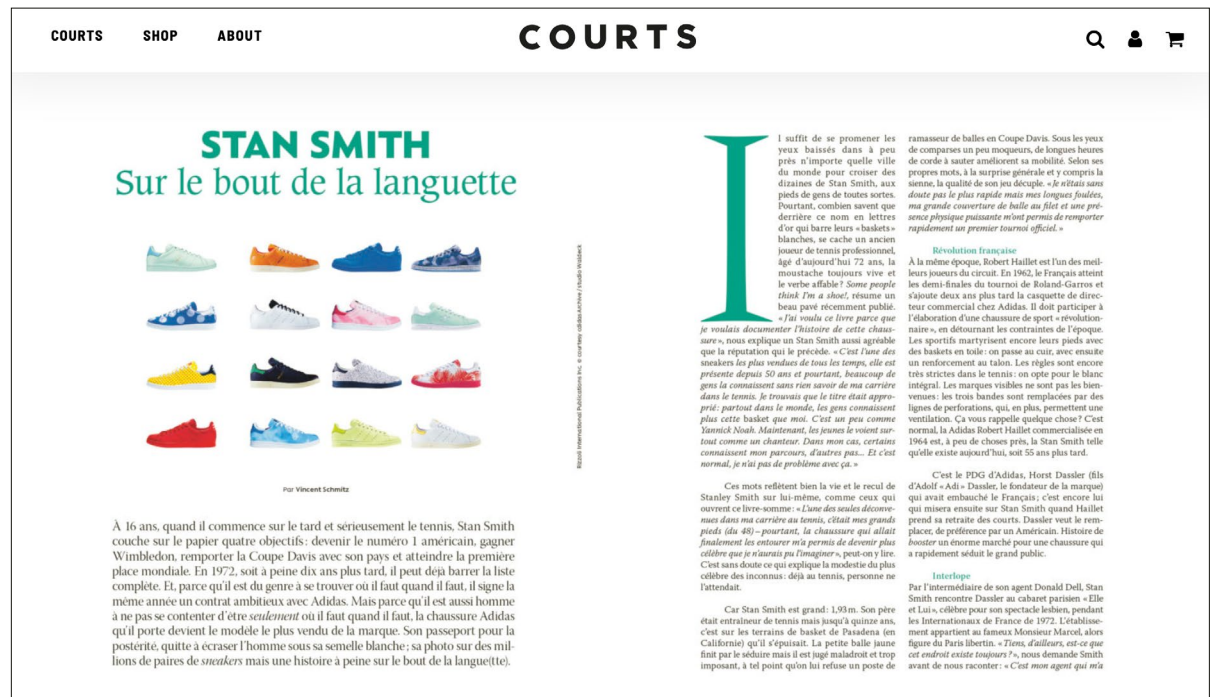 COURTS
SHOP
ABOUT
COURTS
STAN SMITH
Sur le bout de la languette
Rizzoli International Publications Inc. © courtesy adidas Archive / studio Waldeck
Par Vincent Schmitz
À 16 ans, quand il commence sur le tard et sérieusement le tennis, Stan Smith
couche sur le papier quatre objectifs : devenir le numéro 1 américain, gagner
Wimbledon, remporter la Coupe Davis avec son pays et atteindre la première
place mondiale. En 1972, soit à peine dix ans plus tard, il peut déjà barrer la liste
complète. Et, parce qu'il est du genre à se trouver où il faut quand il faut, il signe la
même année un contrat ambitieux avec Adidas. Mais parce qu'il est aussi homme
à ne pas se contenter d'être seulement où il faut quand il faut, la chaussure Adidas
qu'il porte devient le modèle le plus vendu de la marque. Son passeport pour la
postérité, quitte à écraser l'homme sous sa semelle blanche ; sa photo sur des mil-
lions de paires de sneakers mais une histoire à peine sur le bout de la langue(tte).
Il suffit de se promener les
yeux baissés dans à peu
près n'importe quelle ville
du monde pour croiser des
dizaines de Stan Smith, aux
pieds de gens de toutes sortes.
Pourtant, combien savent que
derrière ce nom en lettres
d'or qui barre leurs « baskets »
blanches, se cache un ancien
joueur de tennis professionnel,
âgé d'aujourd'hui 72 ans, la
moustache toujours vive et
le verbe affable ? Some people
think I'm a shoe!, résume un
beau pavé récemment publié.
« J'ai voulu ce livre parce que
je voulais documenter l'histoire de cette chaus-
sure », nous explique un Stan Smith aussi agréable
que la réputation qui le précède. « C'est l'une des
sneakers les plus vendues de tous les temps, elle est
présente depuis 50 ans et pourtant, beaucoup de
gens la connaissent sans rien savoir de ma carrière
dans le tennis. Je trouvais que le titre était appro-
prié : partout dans le monde, les gens connaissent
plus cette basket que moi. C'est un peu comme
Yannick Noah. Maintenant, les jeunes le voient sur-
tout comme un chanteur. Dans mon cas, certains
connaissent mon parcours, d'autres pas... Et c'est
normal, je n'ai pas de problème avec ça. »
Ces mots reflètent bien la vie et le recul de
Stanley Smith sur lui-même, comme ceux qui
ouvrent ce livre-somme : « L'une des seules déconve-
nues dans ma carrière au tennis, c'était mes grands
pieds (du 48) – pourtant, la chaussure qui allait
finalement les entourer m'a permis de devenir plus
célèbre que je n'aurais pu l'imaginer », peut-on y lire.
C'est sans doute ce qui explique la modestie du plus
célèbre des inconnus : déjà au tennis, personne ne
l'attendait.
Car Stan Smith est grand : 1,93 m. Son père
était entraîneur de tennis mais jusqu'à quinze ans,
c'est sur les terrains de basket de Pasadena (en
Californie) qu'il s'épuisait. La petite balle jaune
finit par le séduire mais il est jugé maladroit et trop
imposant, à tel point qu'on lui refuse un poste de
ramasseur de balles en Coupe Davis. Sous les yeux
de comparses un peu moqueurs, de longues heures
de corde à sauter améliorent sa mobilité. Selon ses
propres mots, à la surprise générale et y compris la
sienne, la qualité de son jeu décuple. « Je n'étais sans
doute pas le plus rapide mais mes longues foulées,
ma grande couverture de balle au filet et une pré-
sence physique puissante m'ont permis de remporter
rapidement un premier tournoi officiel. »
Révolution française
À la même époque, Robert Haillet est l'un des meil-
leurs joueurs du circuit. En 1962, le Français atteint
les demi-finales du tournoi de Roland-Garros et
s'ajoute deux ans plus tard la casquette de direc-
teur commercial chez Adidas. Il doit participer à
l'élaboration d'une chaussure de sport « révolution-
naire », en détournant les contraintes de l'époque.
Les sportifs martyrisent encore leurs pieds avec
des baskets en toile : on passe au cuir, avec ensuite
un renforcement au talon. Les règles sont encore
très strictes dans le tennis : on opte pour le blanc
intégral. Les marques visibles ne sont pas les bien-
venues : les trois bandes sont remplacées par des
lignes de perforations, qui, en plus, permettent une
ventilation. Ça vous rappelle quelque chose ? C'est
normal, la Adidas Robert Haillet commercialisée en
1964 est, à peu de choses près, la Stan Smith telle
qu'elle existe aujourd'hui, soit 55 ans plus tard.
C'est le PDG d'Adidas, Horst Dassler (fils
d'Adolf « Adi » Dassler, le fondateur de la marque)
qui avait embauché le Français ; c'est encore lui
qui misera ensuite sur Stan Smith quand Haillet
prend sa retraite des courts. Dassler veut le rem-
placer, de préférence par un Américain. Histoire de
booster un énorme marché pour une chaussure qui
a rapidement séduit le grand public.
Interlope
Par l'intermédiaire de son agent Donald Dell, Stan
Smith rencontre Dassler au cabaret parisien « Elle
et Lui », célèbre pour son spectacle lesbien, pendant
les Internationaux de France de 1972. L'établisse-
ment appartient au fameux Monsieur Marcel, alors
figure du Paris libertin. « Tiens, d'ailleurs, est-ce que
cet endroit existe toujours ? », nous demande Smith
avant de nous raconter : « C'est mon agent qui m'a